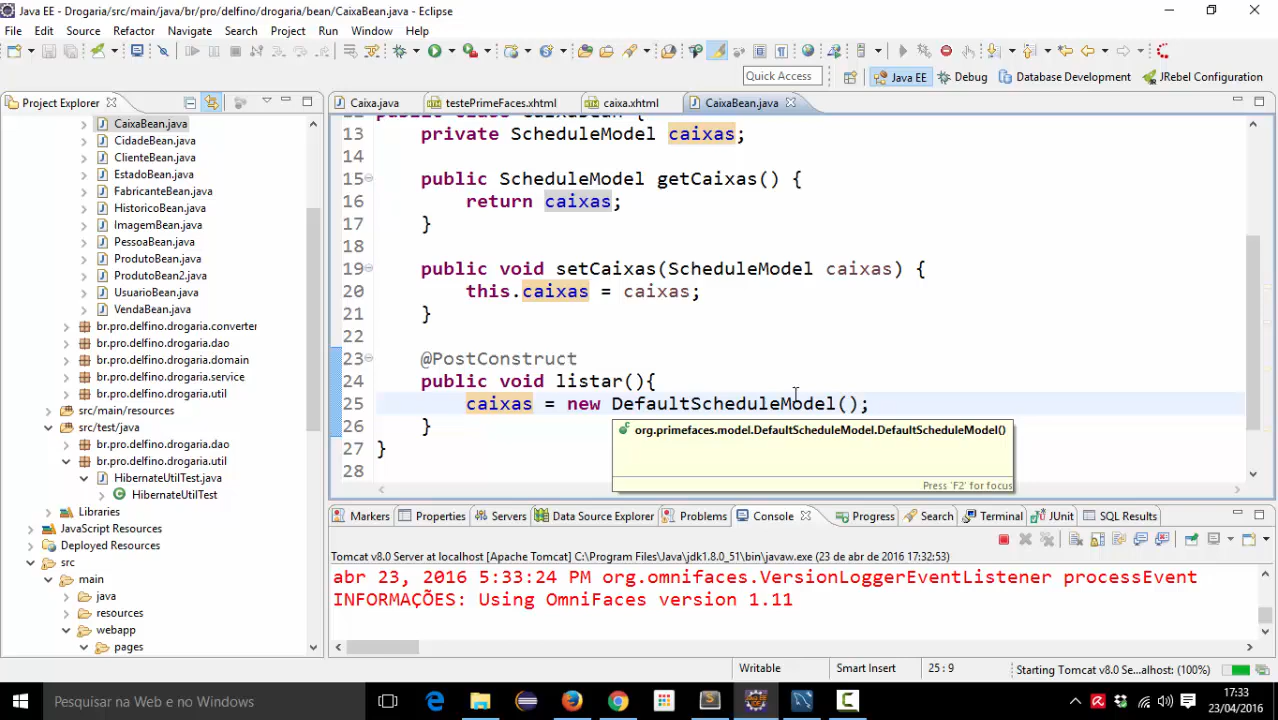 Java EE - Drogaria/src/main/java/br/pro/delfino/drogaria/bean/CaixaBean.java - Eclipse
File Edit Source Refactor Navigate Search Project Run Window Help
Quick Access
Java EE
Debug
Database Development
JRebel Configuration
Project Explorer
CaixaBean.java
CidadeBean.java
ClienteBean.java
EstadoBean.java
FabricanteBean.java
HistoricoBean.java
ImagemBean.java
PessoaBean.java
ProdutoBean.java
ProdutoBean2.java
UsuarioBean.java
VendaBean.java
br.pro.delfino.drogaria.converter
br.pro.delfino.drogaria.dao
br.pro.delfino.drogaria.domain
br.pro.delfino.drogaria.service
br.pro.delfino.drogaria.util
src/main/resources
src/test/java
br.pro.delfino.drogaria.dao
br.pro.delfino.drogaria.util
HibernateUtilTest.java
HibernateUtilTest
Libraries
JavaScript Resources
Deployed Resources
src
main
java
resources
webapp
pages
Caixa.java
testePrimeFaces.xhtml
caixa.xhtml
CaixaBean.java
13 private ScheduleModel caixas;
14
15 public ScheduleModel getCaixas() {
16 return caixas;
17 }
18
19 public void setCaixas(ScheduleModel caixas) {
20 this.caixas = caixas;
21 }
22
23 @PostConstruct
24 public void listar(){
25 caixas = new DefaultScheduleModel();
26 }
27 }
28
org.primefaces.model.DefaultScheduleModel.DefaultScheduleModel()
Press 'F2' for focus
Markers
Properties
Servers
Data Source Explorer
Problems
Console
Progress
Search
Terminal
JUnit
SQL Results
Tomcat v8.0 Server at localhost [Apache Tomcat] C:\Program Files\Java\jdk1.8.0_51\bin\javaw.exe (23 de abr de 2016 17:32:53)
abr 23, 2016 5:33:24 PM org.omnifaces.VersionLoggerEventListener processEvent
INFORMAÇÕES: Using OmniFaces version 1.11
Writable
Smart Insert
25 : 9
Starting Tomcat v8.0 Se...alhost: (100%)
Pesquisar na Web e no Windows
17:33
23/04/2016